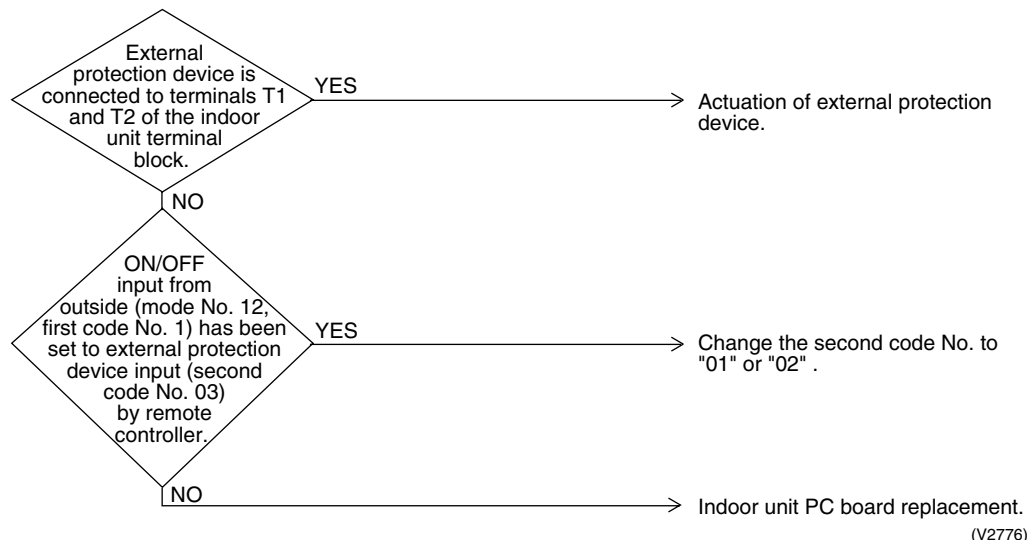 External
protection device is
connected to terminals T1
and T2 of the indoor
unit terminal
block.
YES
Actuation of external protection
device.
NO
ON/OFF
input from
outside (mode No. 12,
first code No. 1) has been
set to external protection
device input (second
code No. 03)
by remote
controller.
YES
Change the second code No. to
"01" or "02" .
NO
Indoor unit PC board replacement.
(V2776)